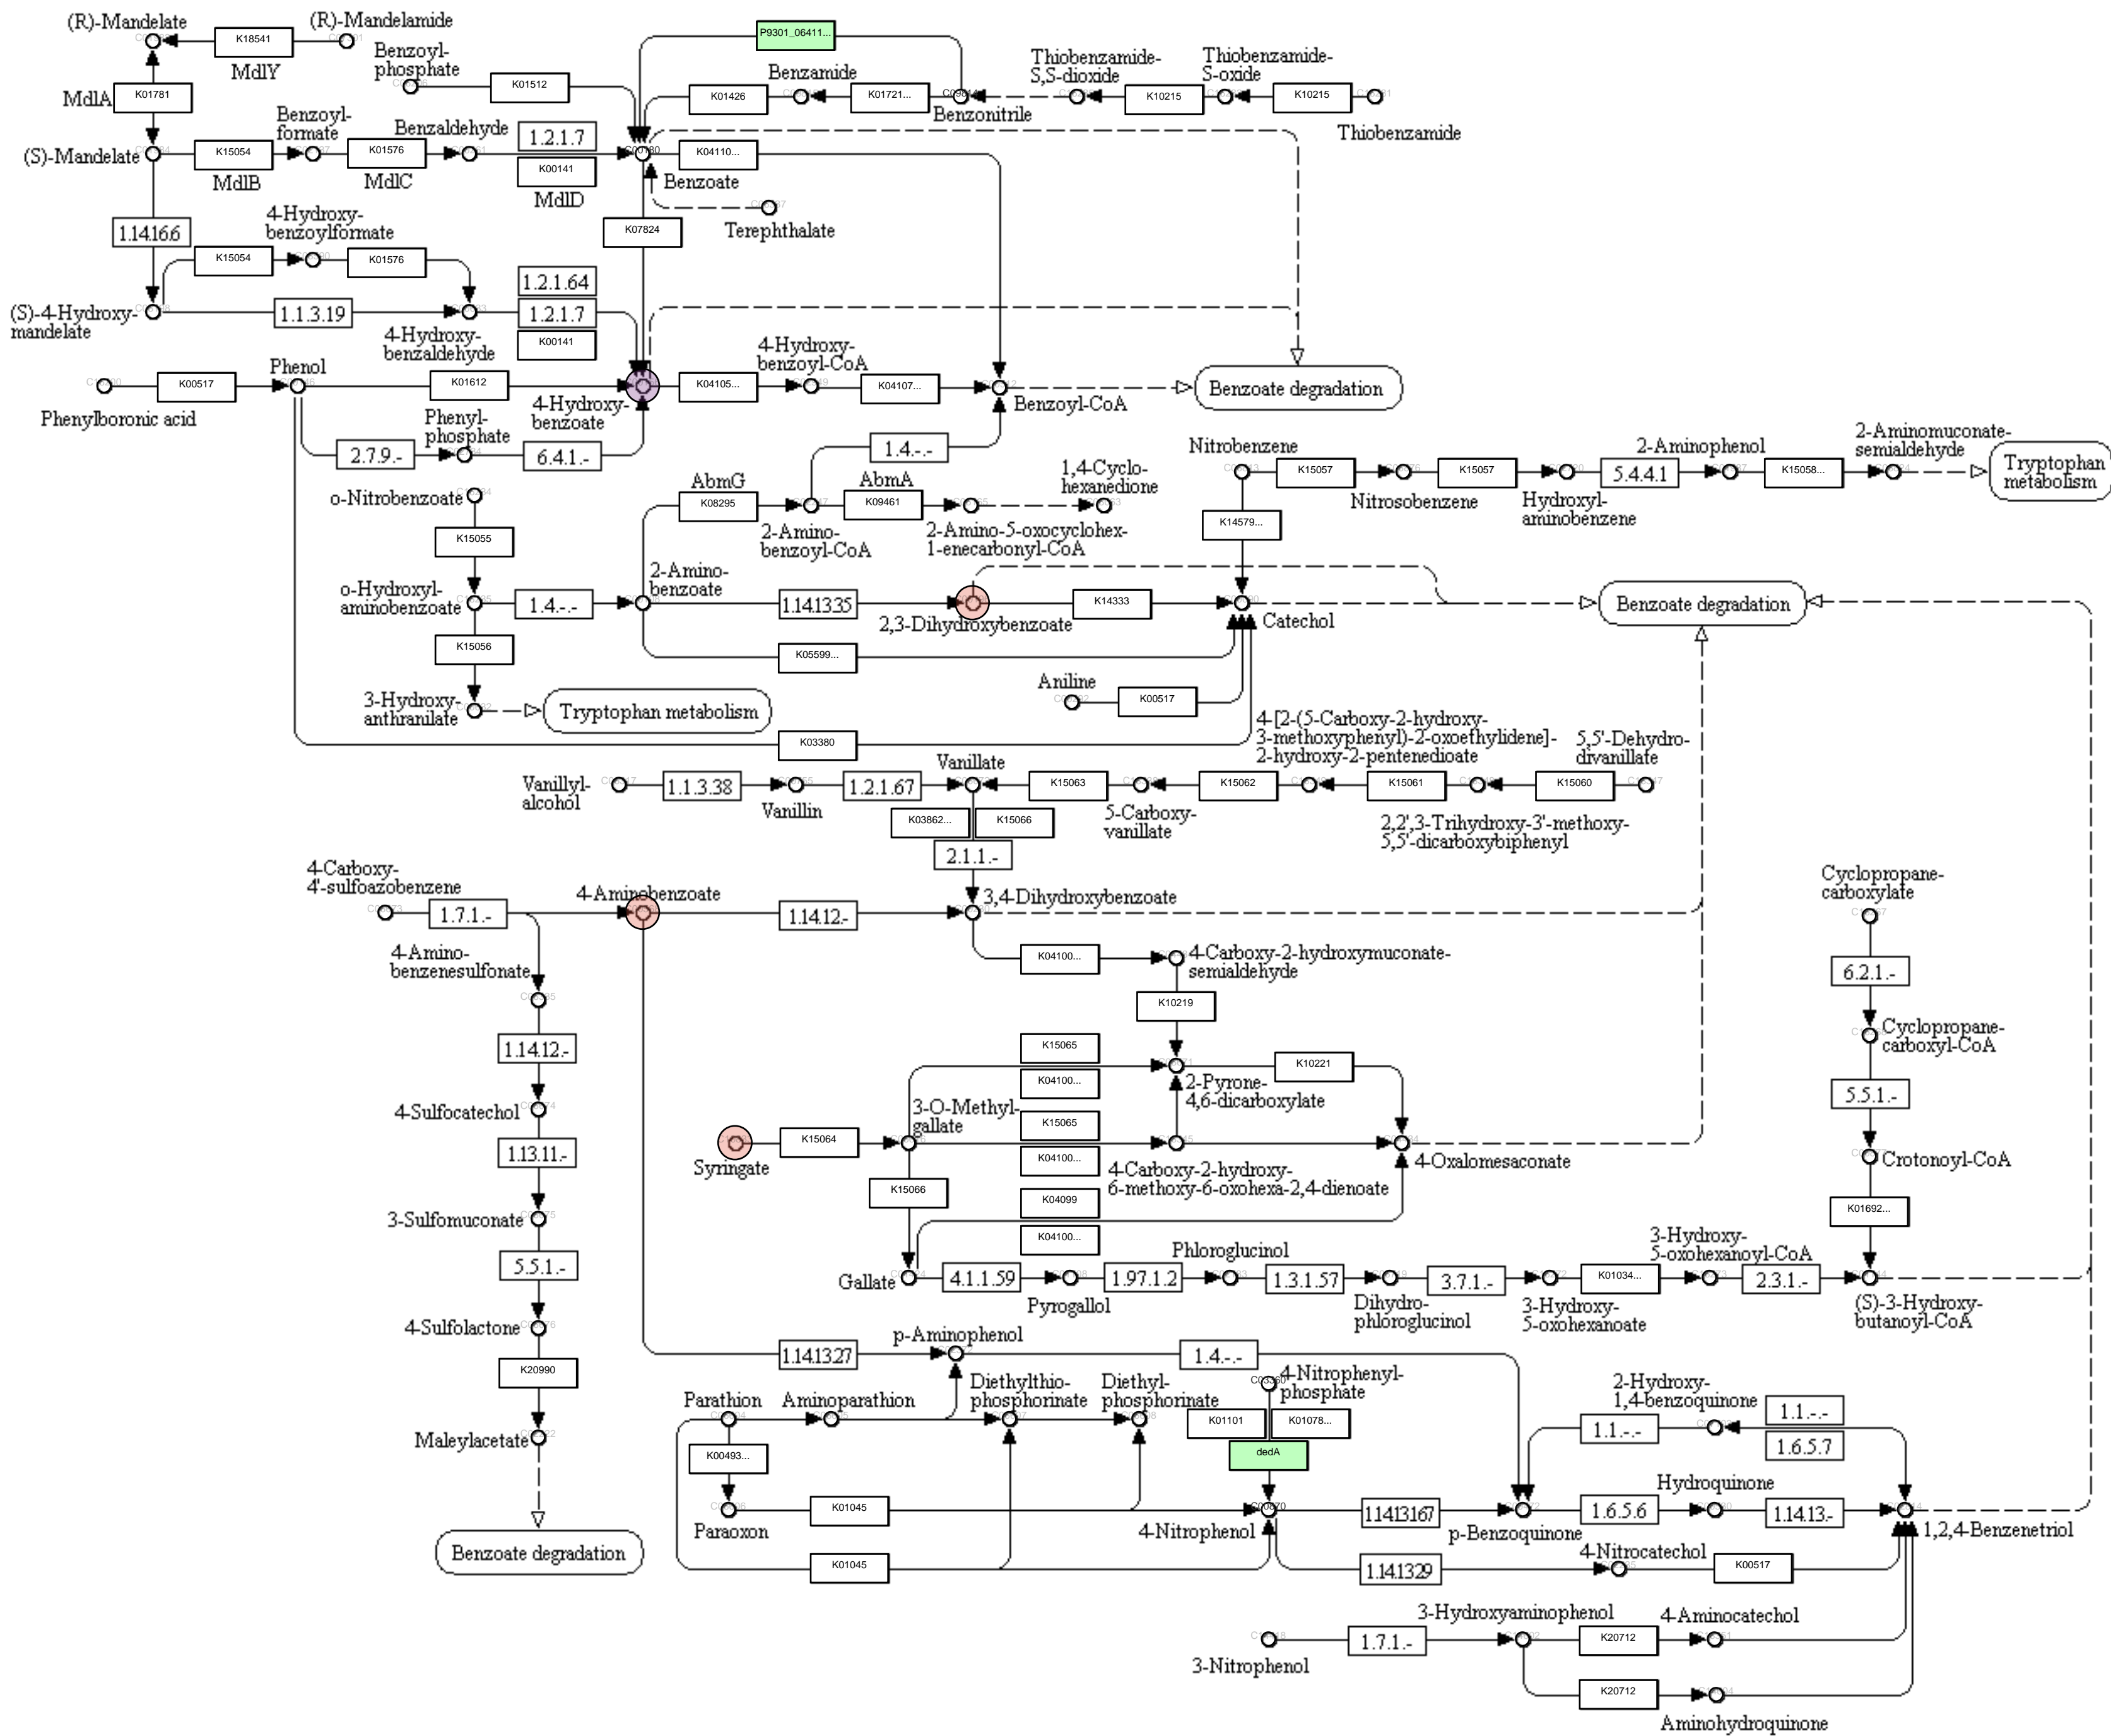 (R)-Mandelate
(R)-Mandelamide
K18541
MdlY
Benzoyl-
phosphate
K01512
P9301_06411...
Benzamide
K01426
K01721...
Benzonitrile
Thiobenzamide-
S,S-dioxide
K10215
Thiobenzamide-
S-oxide
K10215
Thiobenzamide
MdlA
K01781
(S)-Mandelate
K15054
MdlB
Benzoyl-
formate
K01576
MdlC
Benzaldehyde
1.2.1.7
K00141
MdlD
K04110...
Benzoate
Terephthalate
K07824
1.14.16.6
4-Hydroxy-
benzoylformate
K15054
K01576
(S)-4-Hydroxy-
mandelate
1.1.3.19
4-Hydroxy-
benzaldehyde
1.2.1.64
1.2.1.7
K00141
Phenylboronic acid
K00517
Phenol
K01612
4-Hydroxy-
benzoate
K04105...
4-Hydroxy-
benzoyl-CoA
K04107...
Benzoyl-CoA
Benzoate degradation
2.7.9.-
Phenyl-
phosphate
6.4.1.-
1.4.-.-
o-Nitrobenzoate
K15055
AbmG
K08295
2-Amino-
benzoyl-CoA
AbmA
K09461
2-Amino-5-oxocyclohex-
1-enecarbonyl-CoA
1,4-Cyclo-
hexanedione
Nitrobenzene
K15057
Nitrosobenzene
K15057
Hydroxyl-
aminobenzene
5.4.4.1
2-Aminophenol
K15058...
2-Aminomuconate-
semialdehyde
Tryptophan
metabolism
K14579...
o-Hydroxyl-
aminobenzoate
1.4.-.-
2-Amino-
benzoate
1.14.13.35
2,3-Dihydroxybenzoate
K14333
Catechol
Benzoate degradation
K15056
K05599...
3-Hydroxy-
anthranilate
Tryptophan metabolism
Aniline
K00517
K03380
Vanillyl-
alcohol
1.1.3.38
Vanillin
1.2.1.67
Vanillate
K15063
5-Carboxy-
vanillate
K15062
4-[2-(5-Carboxy-2-hydroxy-
3-methoxyphenyl)-2-oxoethylidene]-
2-hydroxy-2-pentenedioate
K15061
2,2',3-Trihydroxy-3'-methoxy-
5,5'-dicarboxybiphenyl
K15060
5,5'-Dehydro-
divanillate
K03862...
K15066
2.1.1.-
4-Carboxy-
4'-sulfoazobenzene
1.7.1.-
4-Aminobenzoate
1.14.12.-
3,4-Dihydroxybenzoate
4-Amino-
benzenesulfonate
K04100...
4-Carboxy-2-hydroxymuconate-
semialdehyde
K10219
Cyclopropane-
carboxylate
6.2.1.-
Cyclopropane-
carboxyl-CoA
5.5.1.-
Crotonoyl-CoA
K01692...
1.14.12.-
4-Sulfocatechol
1.13.11.-
3-Sulfomuconate
5.5.1.-
4-Sulfolactone
K20990
Maleylacetate
Benzoate degradation
K15065
K04100...
2-Pyrone-
4,6-dicarboxylate
K10221
Syringate
K15064
3-O-Methyl-
gallate
K15065
K04100...
4-Carboxy-2-hydroxy-
6-methoxy-6-oxohexa-2,4-dienoate
4-Oxalomesaconate
K15066
K04099
K04100...
Gallate
4.1.1.59
Pyrogallol
1.97.1.2
Phloroglucinol
1.3.1.57
Dihydro-
phloroglucinol
3.7.1.-
3-Hydroxy-
5-oxohexanoate
K01034...
3-Hydroxy-
5-oxohexanoyl-CoA
2.3.1.-
(S)-3-Hydroxy-
butanoyl-CoA
1.14.13.27
p-Aminophenol
1.4.-.-
Parathion
Aminoparathion
Diethylthio-
phosphorinate
Diethyl-
phosphorinate
4-Nitrophenyl-
phosphate
K01101
K01078...
dedA
K00493...
Paraoxon
K01045
K01045
4-Nitrophenol
C00870
1.14.13.167
p-Benzoquinone
1.1.-.-
2-Hydroxy-
1,4-benzoquinone
1.1.-.-
1.6.5.7
1.6.5.6
Hydroquinone
1.14.13.-
1,2,4-Benzenetriol
1.14.13.29
4-Nitrocatechol
K00517
3-Nitrophenol
1.7.1.-
3-Hydroxyaminophenol
K20712
4-Aminocatechol
K20712
Aminohydroquinone